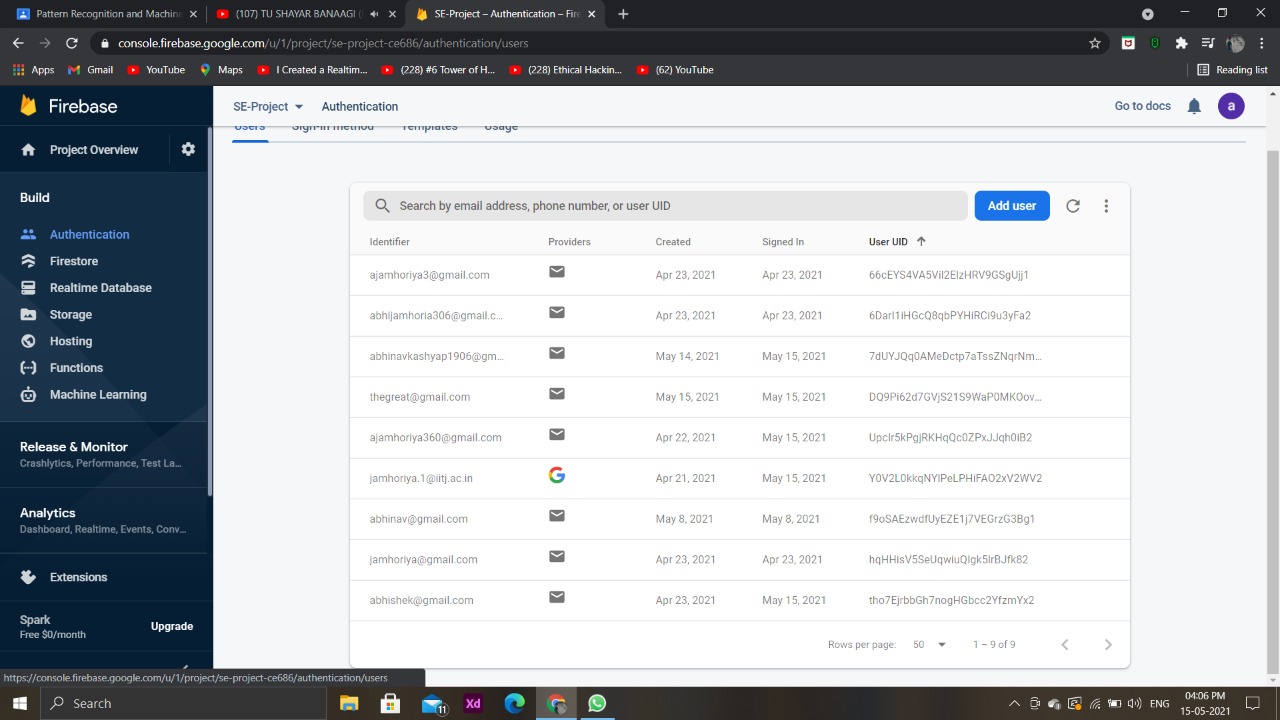 Pattern Recognition and Machine
(107) TU SHAYAR BANAAGI (
SE-Project – Authentication – Fire
console.firebase.google.com/u/1/project/se-project-ce686/authentication/users
Apps Gmail YouTube Maps I Created a Realtim... (228) #6 Tower of H... (228) Ethical Hackin... (62) YouTube Reading list
Firebase
SE-Project Authentication Go to docs a
Users Sign-in method Templates Usage
Project Overview
Build
Authentication
Firestore
Realtime Database
Storage
Hosting
Functions
Machine Learning
Release & Monitor
Crashlytics, Performance, Test La...
Analytics
Dashboard, Realtime, Events, Conv...
Extensions
Spark
Free $0/month
Upgrade
Search by email address, phone number, or user UID Add user
Identifier Providers Created Signed In User UID
ajamhoriya3@gmail.com Apr 23, 2021 Apr 23, 2021 66cEYS4VA5Vil2ElzHRV9GSgUjj1
abhijamhoria306@gmail.c... Apr 23, 2021 Apr 23, 2021 6Darl1iHGcQ8qbPYHiRCi9u3yFa2
abhinavkashyap1906@gm... May 14, 2021 May 15, 2021 7dUYJQq0AMeDctp7aTssZNqrNm...
thegreat@gmail.com May 15, 2021 May 15, 2021 DQ9Pi62d7GVjS21S9WaP0MKOov...
ajamhoriya360@gmail.com Apr 22, 2021 May 15, 2021 Upclr5kPgjRKHqQc0ZPxJJqh0iB2
jamhoriya.1@iitj.ac.in Apr 21, 2021 May 15, 2021 Y0V2L0kkqNYlPeLPHiFAO2xV2WV2
abhinav@gmail.com May 8, 2021 May 8, 2021 f9oSAEzwdfUyEZE1j7VEGrzG3Bg1
jamhoriya@gmail.com Apr 23, 2021 Apr 23, 2021 hqHHisV5SeUqwiuQlgk5lrBJfk82
abhishek@gmail.com Apr 23, 2021 May 15, 2021 tho7EjrbbGh7nogHGbcc2YfzmYx2
Rows per page: 50 1 – 9 of 9
https://console.firebase.google.com/u/1/project/se-project-ce686/authentication/users
Search
Xd
11
ENG
04:06 PM
15-05-2021